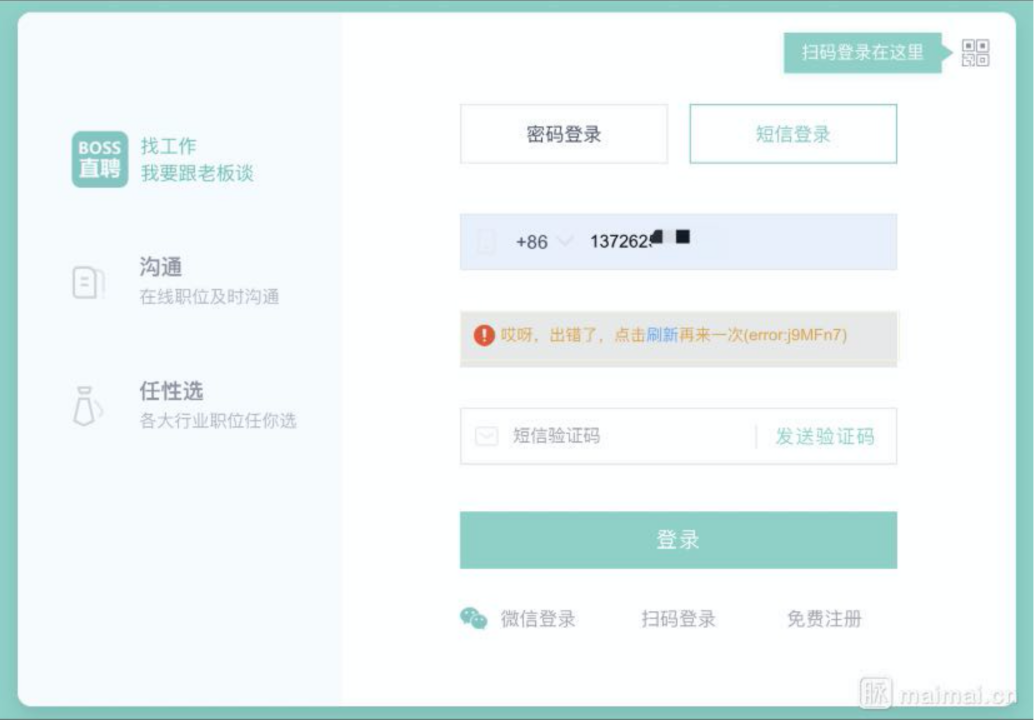 扫码登录在这里
BOSS
直聘
找工作
我要跟老板谈
沟通
在线职位及时沟通
任性选
各大行业职位任你选
密码登录
短信登录
+86
137262
哎呀，出错了，点击刷新再来一次(error:j9MFn7)
短信验证码
发送验证码
登录
微信登录
扫码登录
免费注册
脉 maimai.cn